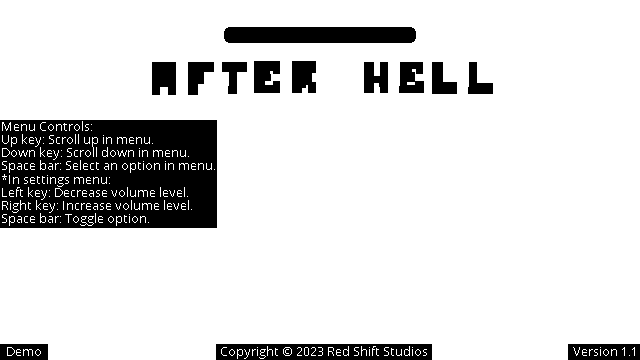 AFTER HELL
Menu Controls:
Up key: Scroll up in menu.
Down key: Scroll down in menu.
Space bar: Select an option in menu.
*In settings menu:
Left key: Decrease volume level.
Right key: Increase volume level.
Space bar: Toggle option.
Demo
Copyright © 2023 Red Shift Studios
Version 1.1